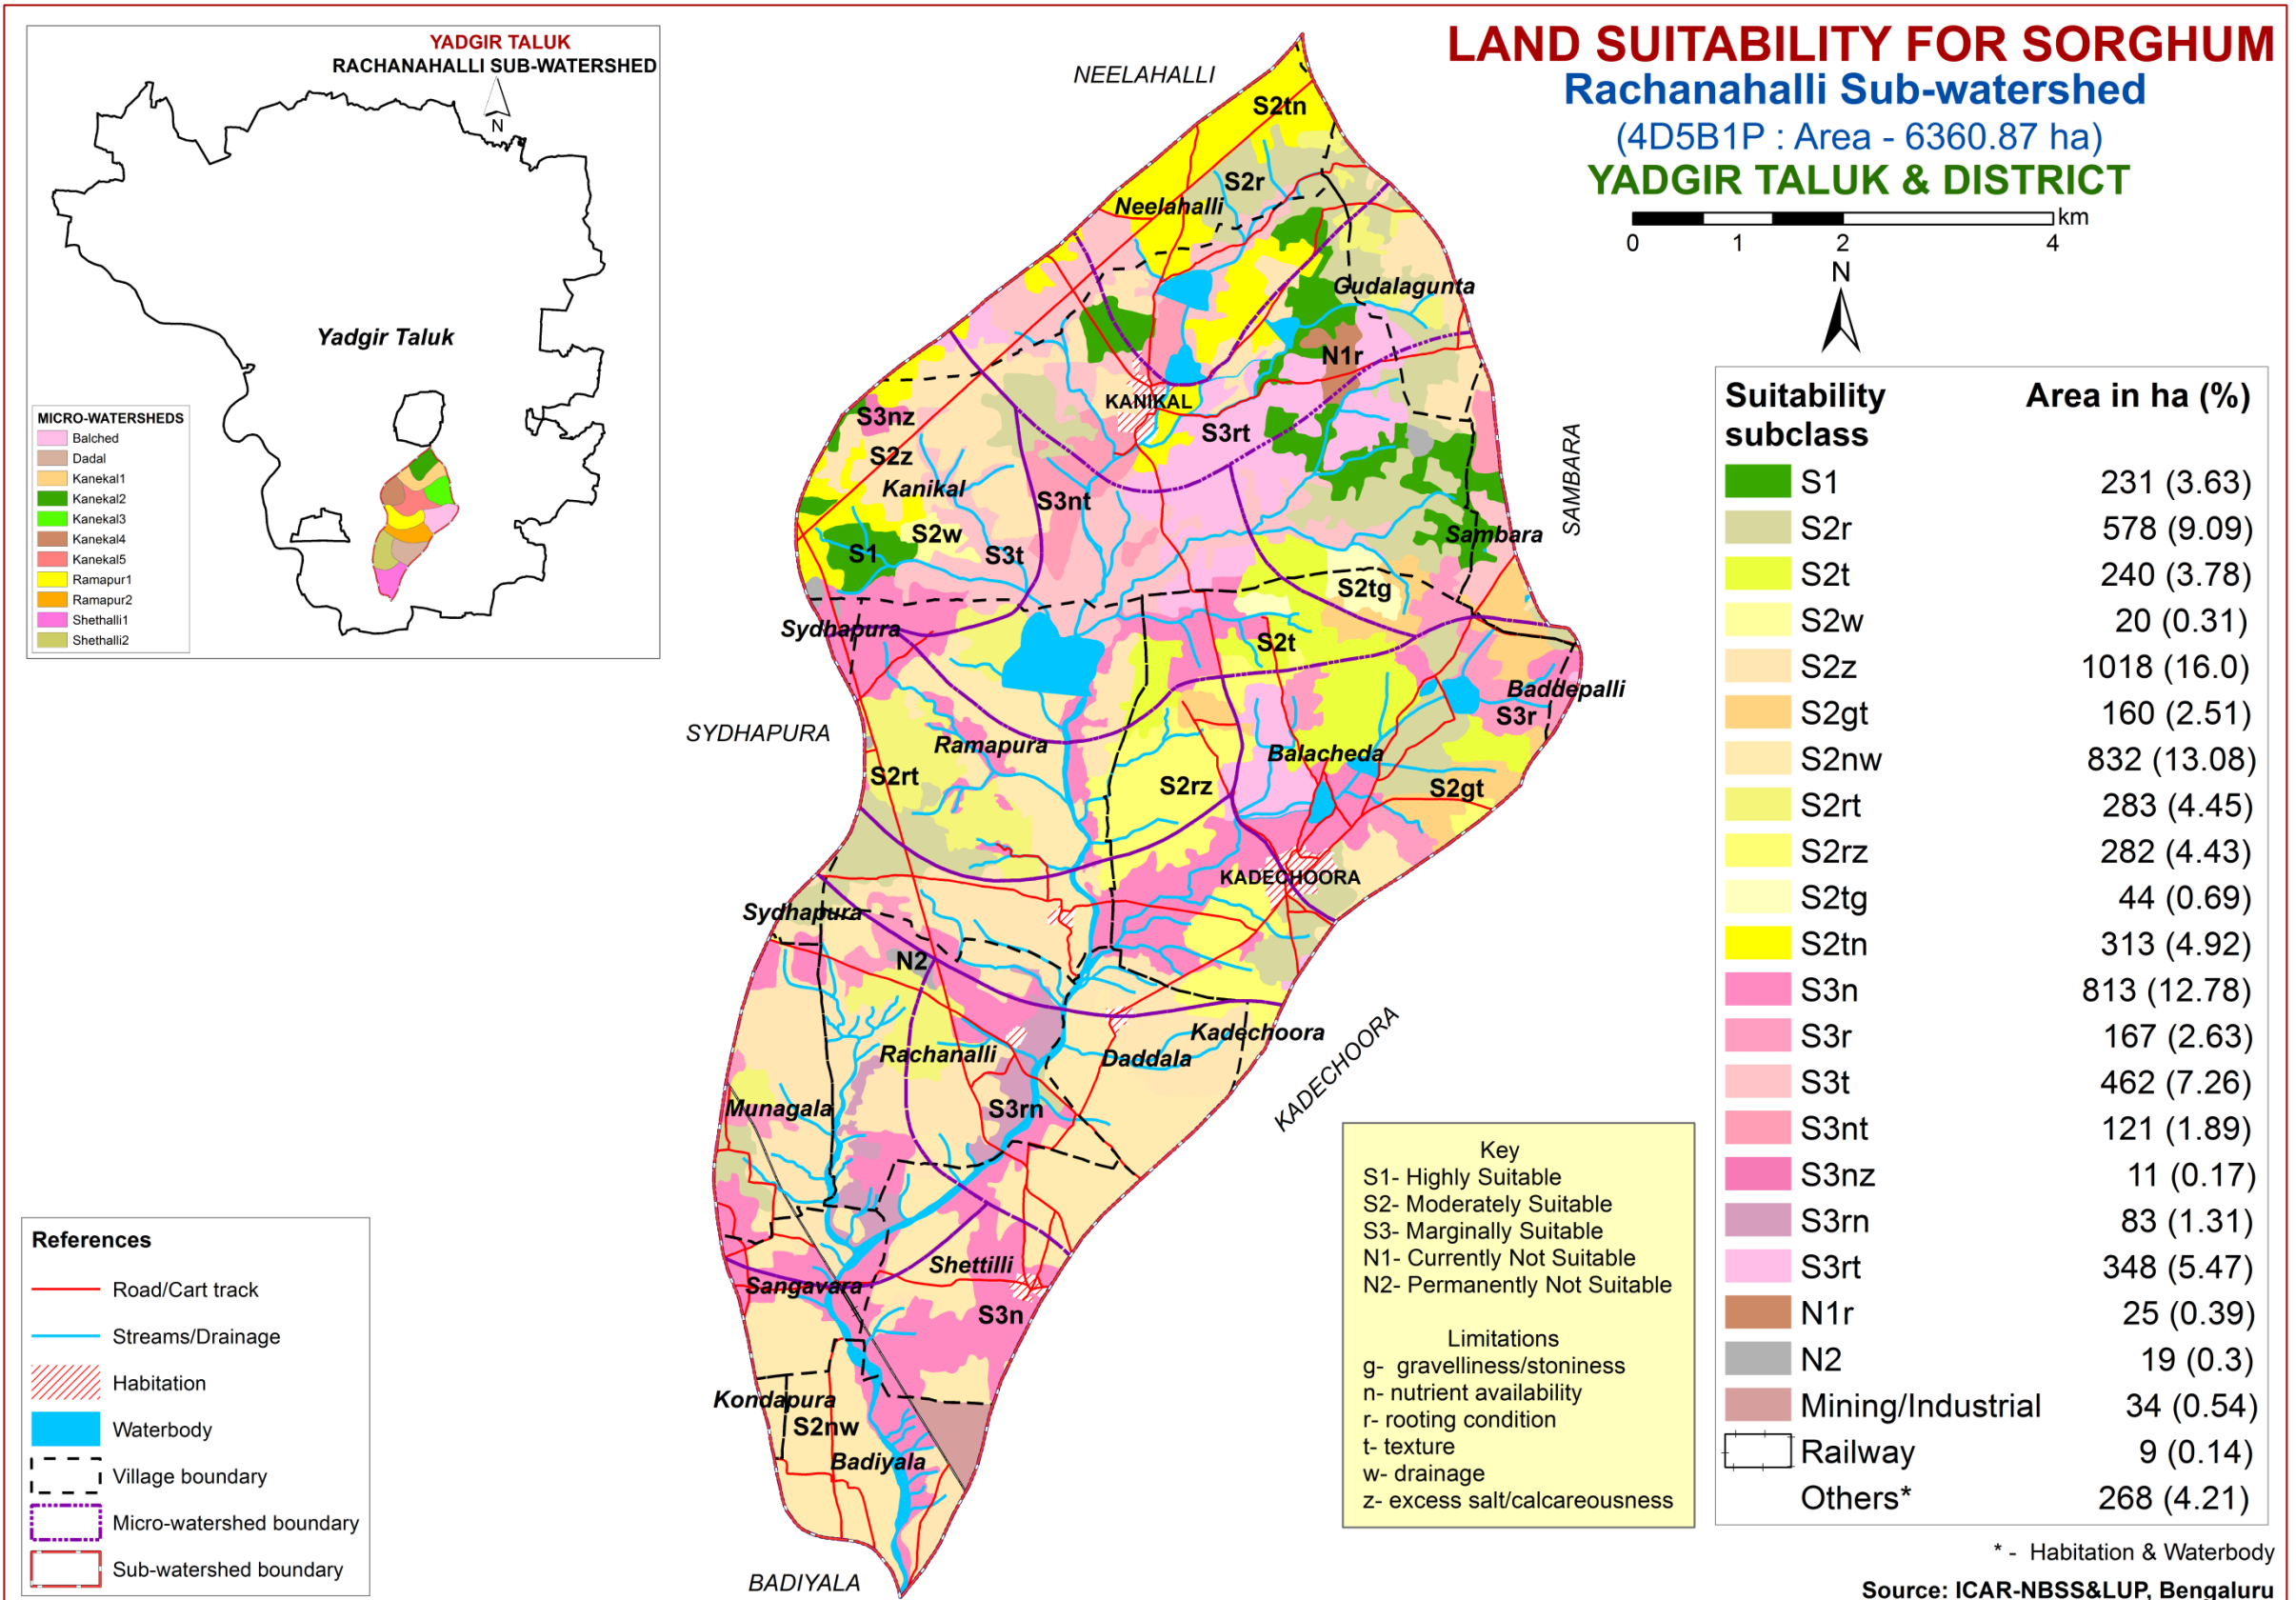 YADGIR TALUK
RACHANAHALLI SUB-WATERSHED
N
Yadgir Taluk
MICRO-WATERSHEDS
Balched
Dadal
Kanekal1
Kanekal2
Kanekal3
Kanekal4
Kanekal5
Ramapur1
Ramapur2
Shethalli1
Shethalli2
LAND SUITABILITY FOR SORGHUM
Rachanahalli Sub-watershed
(4D5B1P : Area - 6360.87 ha)
YADGIR TALUK & DISTRICT
km
0 1 2 4
N
NEELAHALLI
S2tn
S2r
Neelahalli
Gudalagunta
N1r
KANIKAL
S3nz
S3rt
S2z
Kanikal
S3nt
SAMBARA
S2w
Sambara
S1
S3t
S2tg
Sydhapura
S2t
Baddepalli
S3r
SYDHAPURA
Ramapura
Balacheda
S2rt
S2rz
S2gt
KADECHOORA
Sydhapura
N2
Kadechoora
Rachanalli
Daddala
KADECHOORA
Munagala
S3rn
Shettilli
Sangavara
S3n
Kondapura
S2nw
Badiyala
BADIYALA
Suitability subclass Area in ha (%)
S1 231 (3.63)
S2r 578 (9.09)
S2t 240 (3.78)
S2w 20 (0.31)
S2z 1018 (16.0)
S2gt 160 (2.51)
S2nw 832 (13.08)
S2rt 283 (4.45)
S2rz 282 (4.43)
S2tg 44 (0.69)
S2tn 313 (4.92)
S3n 813 (12.78)
S3r 167 (2.63)
S3t 462 (7.26)
S3nt 121 (1.89)
S3nz 11 (0.17)
S3rn 83 (1.31)
S3rt 348 (5.47)
N1r 25 (0.39)
N2 19 (0.3)
Mining/Industrial 34 (0.54)
Railway 9 (0.14)
Others* 268 (4.21)
* - Habitation & Waterbody
Source: ICAR-NBSS&LUP, Bengaluru
Key
S1- Highly Suitable
S2- Moderately Suitable
S3- Marginally Suitable
N1- Currently Not Suitable
N2- Permanently Not Suitable
Limitations
g- gravelliness/stoniness
n- nutrient availability
r- rooting condition
t- texture
w- drainage
z- excess salt/calcareousness
References
Road/Cart track
Streams/Drainage
Habitation
Waterbody
Village boundary
Micro-watershed boundary
Sub-watershed boundary